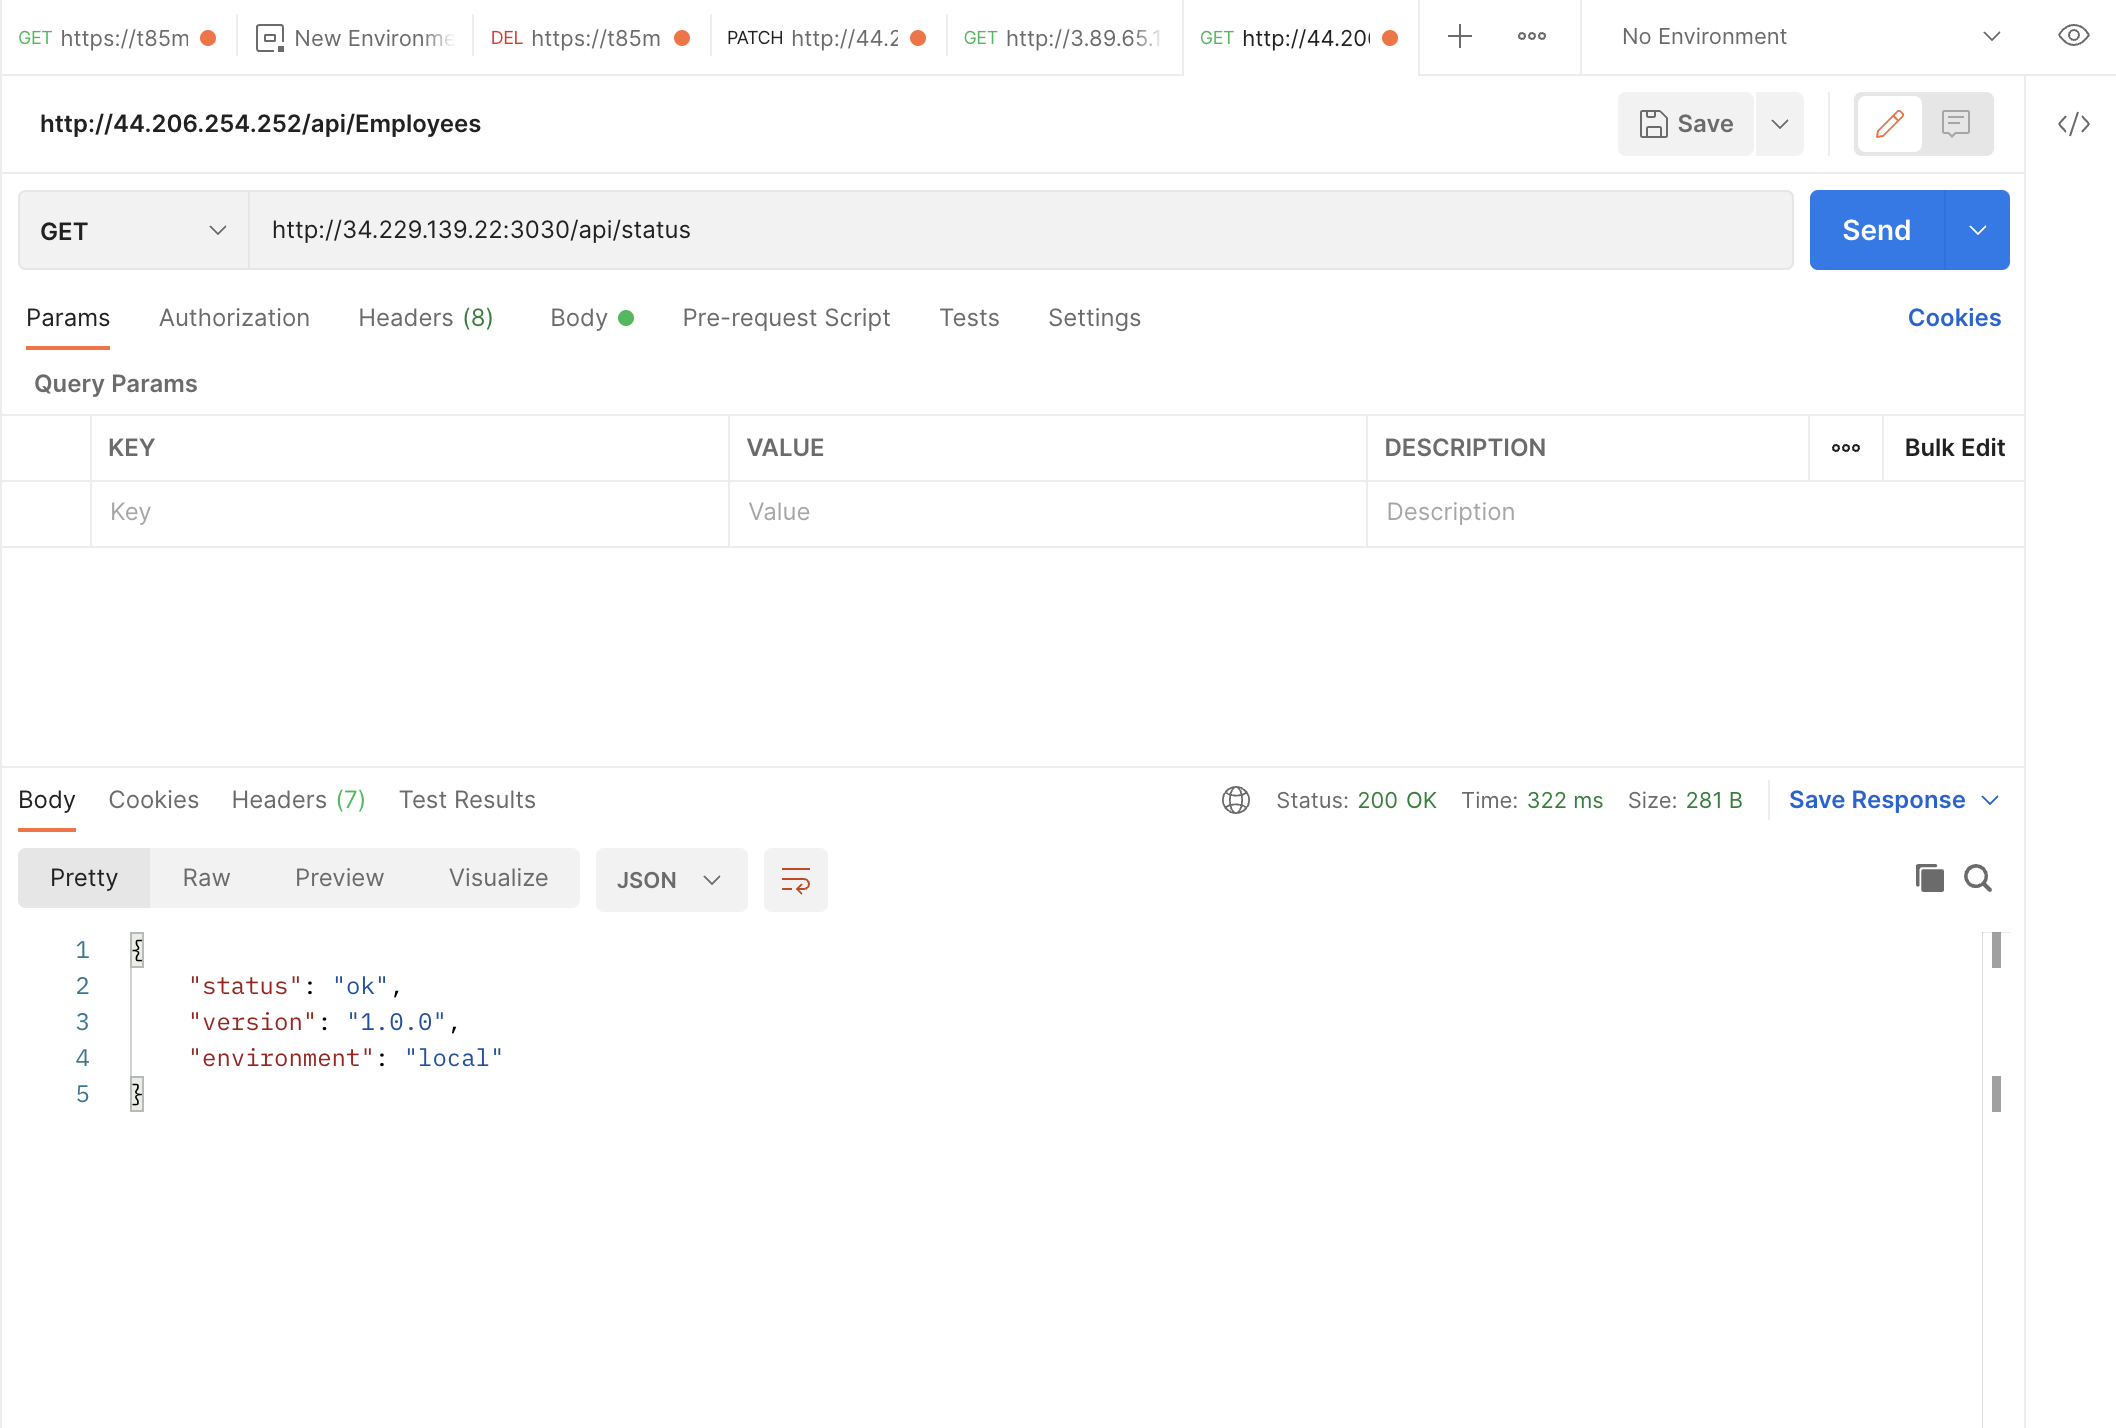 GET https://t85m
New Environme
DEL https://t85m
PATCH http://44.2
GET http://3.89.65.1
GET http://44.20
No Environment
http://44.206.254.252/api/Employees
Save
GET
http://34.229.139.22:3030/api/status
Send
Params Authorization Headers (8) Body Pre-request Script Tests Settings Cookies
Query Params
KEY VALUE DESCRIPTION Bulk Edit
Key Value Description
Body Cookies Headers (7) Test Results Status: 200 OK Time: 322 ms Size: 281 B Save Response
Pretty Raw Preview Visualize JSON
1 {
2 "status": "ok",
3 "version": "1.0.0",
4 "environment": "local"
5 }